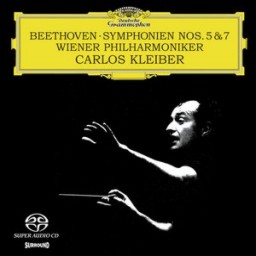 Deutsche
Grammophon
BEETHOVEN · SYMPHONIEN NOS. 5 & 7
WIENER PHILHARMONIKER
CARLOS KLEIBER
SUPER AUDIO CD
SURROUND